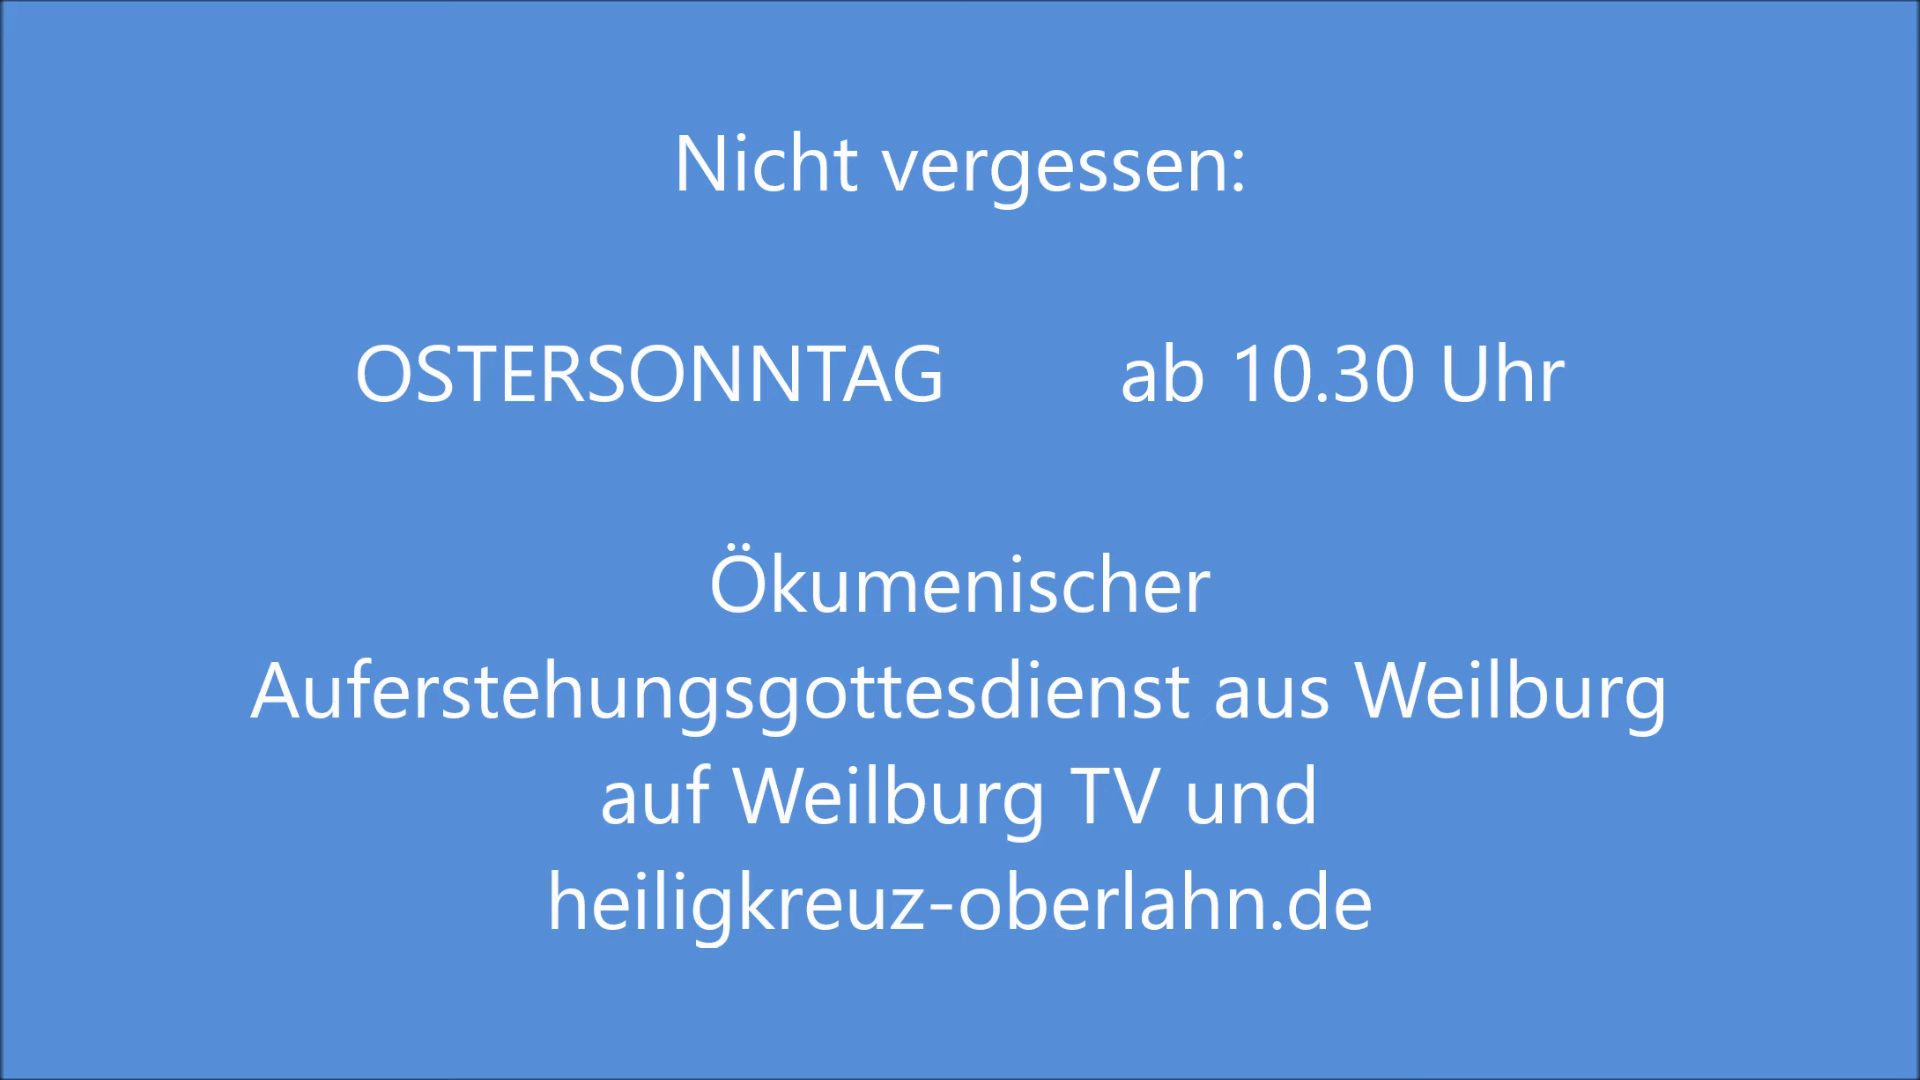 Nicht vergessen:
OSTERSONNTAG ab 10.30 Uhr
Ökumenischer
Auferstehungsgottesdienst aus Weilburg
auf Weilburg TV und
heiligkreuz-oberlahn.de